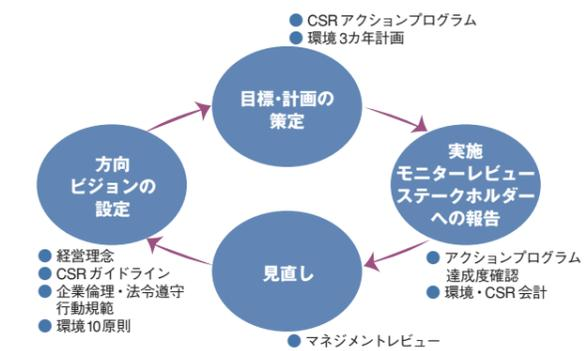 CSRアクションプログラム
環境3カ年計画
目標・計画の
策定
方向
ビジョンの
設定
実施
モニターレビュー
ステークホルダー
への報告
経営理念
CSRガイドライン
企業倫理・法令遵守
行動規範
環境10原則
見直し
アクションプログラム
達成度確認
環境・CSR会計
マネジメントレビュー